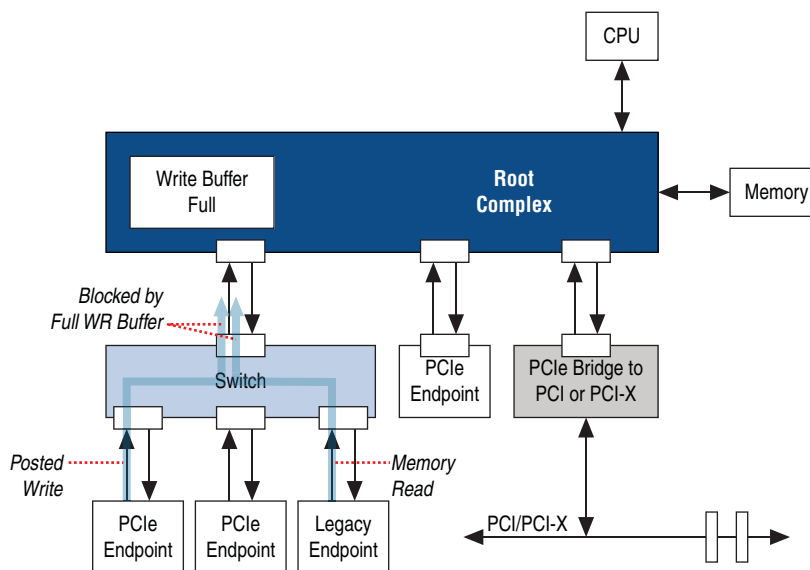 CPU
Write Buffer
Full
Root
Complex
Memory
Blocked by
Full WR Buffer
Switch
PCIe
Endpoint
PCIe Bridge to
PCI or PCI-X
Posted
Write
Memory
Read
PCIe
Endpoint
PCIe
Endpoint
Legacy
Endpoint
PCI/PCI-X